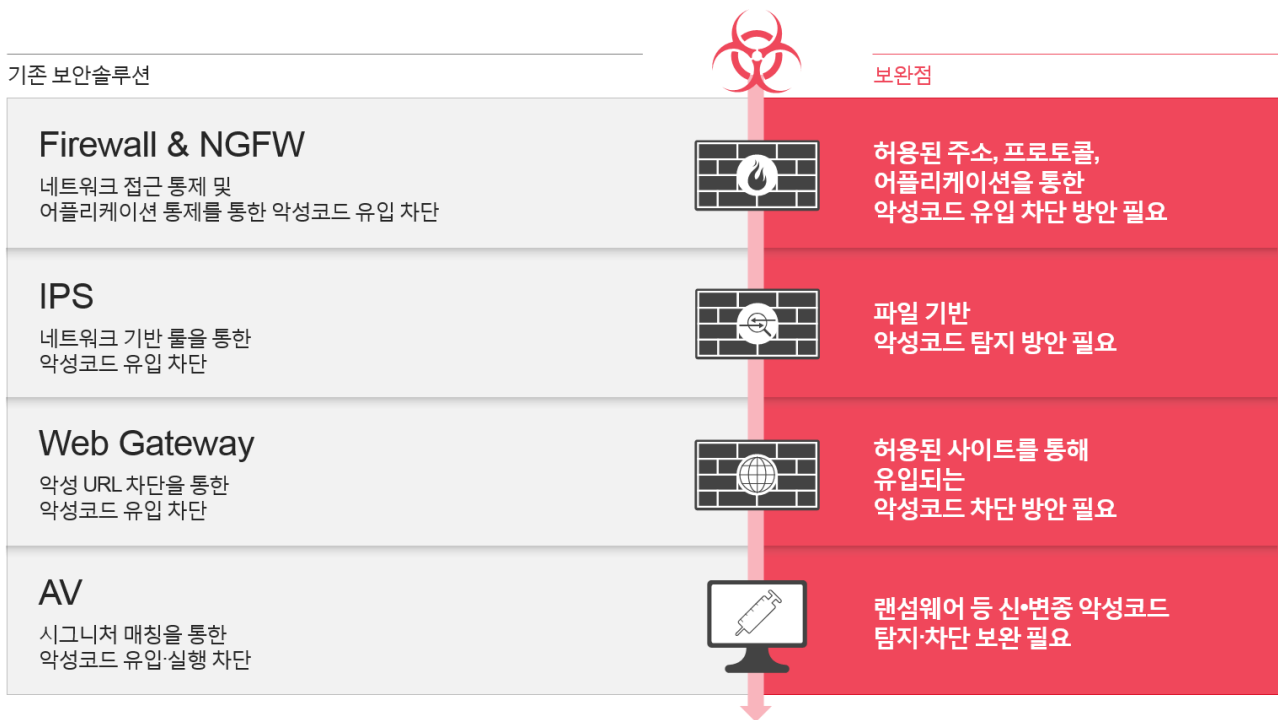 기존 보안솔루션
보완점
Firewall & NGFW
네트워크 접근 통제 및
어플리케이션 통제를 통한 악성코드 유입 차단
허용된 주소, 프로토콜,
어플리케이션을 통한
악성코드 유입 차단 방안 필요
IPS
네트워크 기반 룰을 통한
악성코드 유입 차단
파일 기반
악성코드 탐지 방안 필요
Web Gateway
악성 URL 차단을 통한
악성코드 유입 차단
허용된 사이트를 통해
유입되는
악성코드 차단 방안 필요
AV
시그니처 매칭을 통한
악성코드 유입·실행 차단
랜섬웨어 등 신•변종 악성코드
탐지·차단 보완 필요